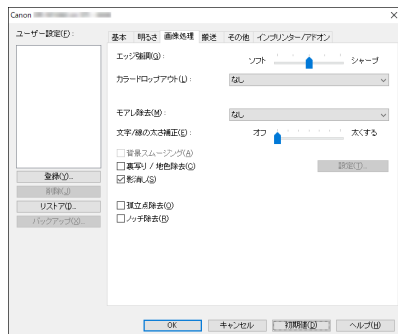 Canon
ユーザー設定(F):
基本 明るさ 画像処理 搬送 その他 インプリンター/アドオン
エッジ強調(G): ソフト シャープ
カラードロップアウト(L): なし
モアレ除去(M): なし
文字/線の太さ補正(E): オフ 太くする
背景スムージング(A)
裏写り / 地色除去(C) 設定(T)...
影消し(S)
孤立点除去(O)
ノッチ除去(R)
登録(Y)...
削除(J)
リストア(I)...
バックアップ(X)...
OK キャンセル 初期値(D) ヘルプ(H)